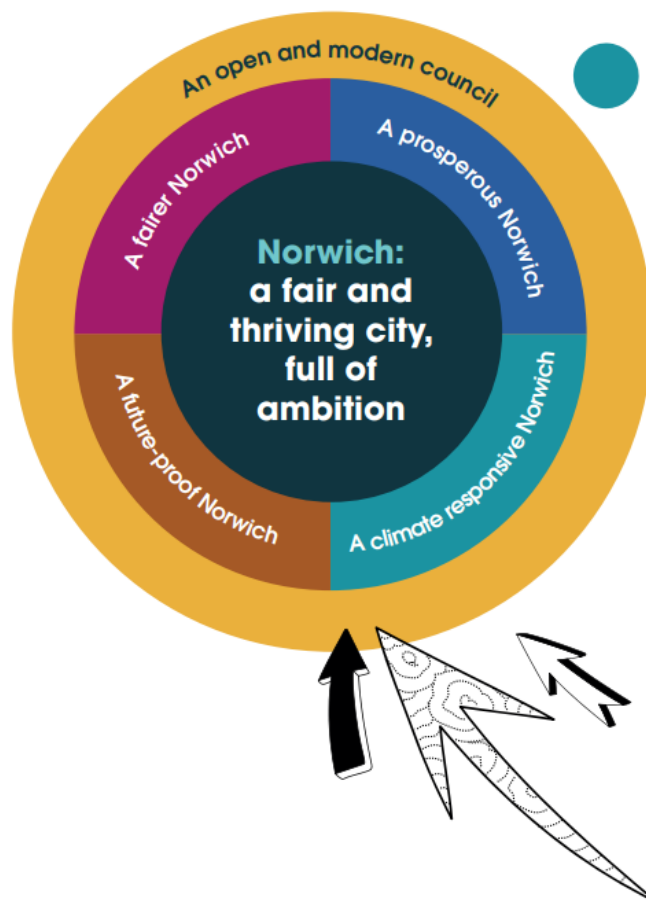 An open and modern council
A fairer Norwich
A prosperous Norwich
Norwich:
a fair and
thriving city,
full of
ambition
A future-proof Norwich
A climate responsive Norwich